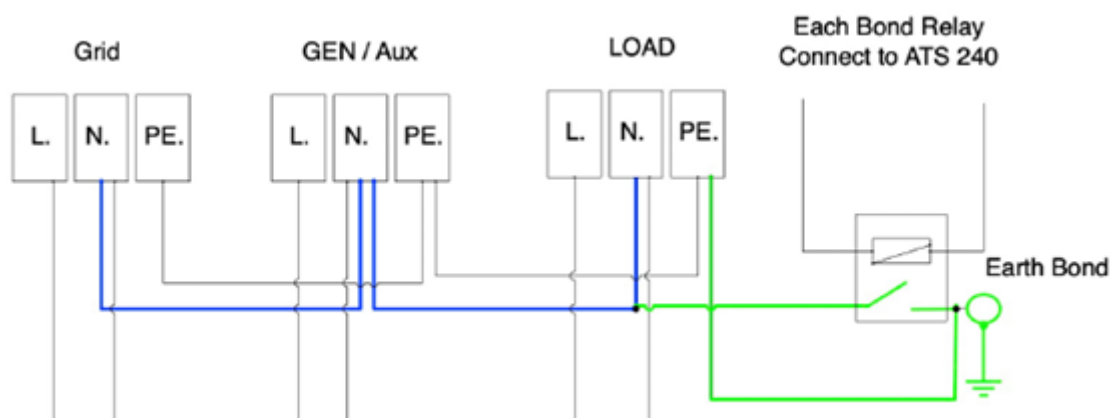 Grid
GEN / Aux
LOAD
Each Bond Relay
Connect to ATS 240
L.
N.
PE.
L.
N.
PE.
L.
N.
PE.
Earth Bond